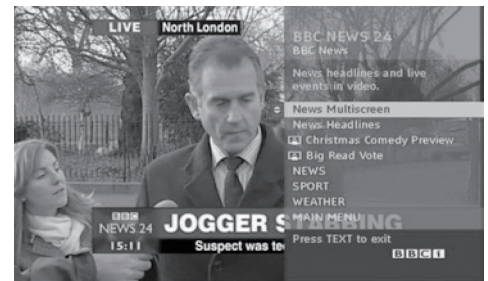 LIVE North London
BBC NEWS 24
BBC News
News headlines and live
events in video.
News Multiscreen
News Headlines
Christmas Comedy Preview
Big Read Vote
NEWS
SPORT
WEATHER
MAIN MENU
Press TEXT to exit
BBCi
BBC
NEWS 24
15:11
JOGGER STABBING
Suspect was